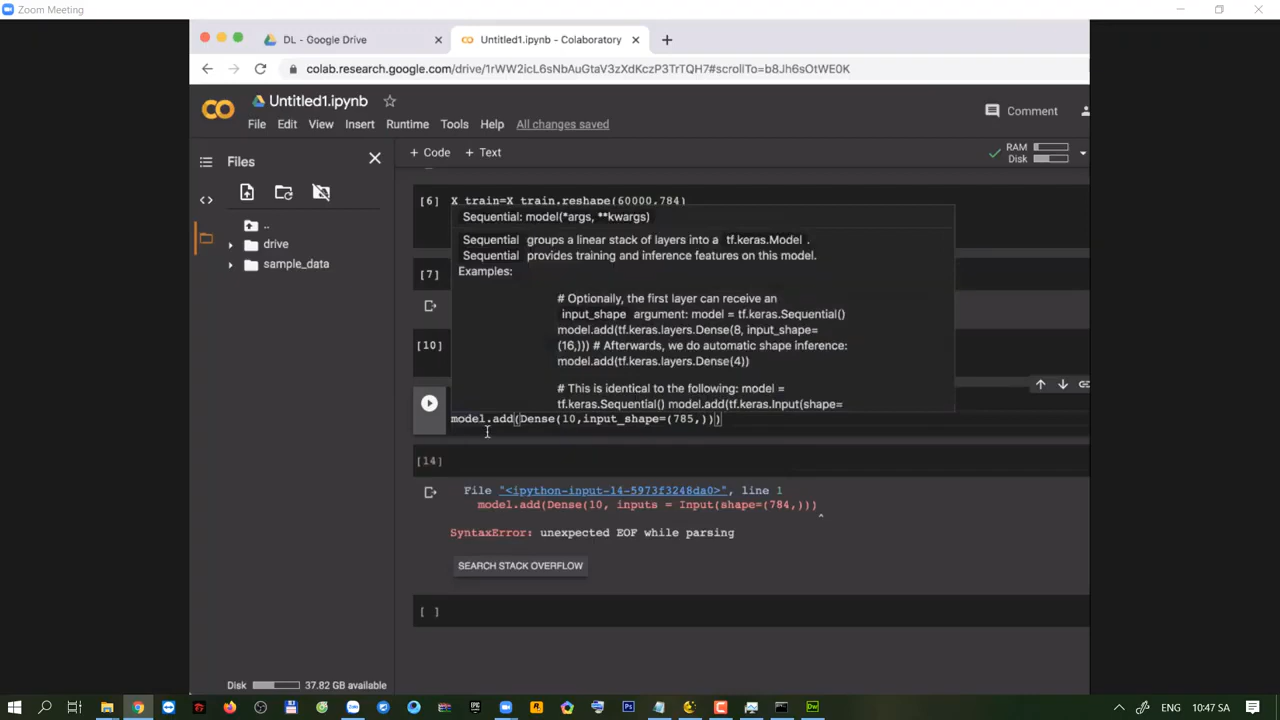 Zoom Meeting
DL - Google Drive
Untitled1.ipynb - Colaboratory
colab.research.google.com/drive/1rWW2icL6sNbAuGtaV3zXdKczP3TrTQH7#scrollTo=b8Jh6sOtWE0K
CO
Untitled1.ipynb
File Edit View Insert Runtime Tools Help All changes saved
Comment
Files
+ Code + Text
RAM
Disk
..
drive
sample_data
[6] X_train=X_train.reshape(60000,784)
Sequential: model(*args, **kwargs)
Sequential groups a linear stack of layers into a tf.keras.Model .
Sequential provides training and inference features on this model.
Examples:
[7]
# Optionally, the first layer can receive an
input_shape argument: model = tf.keras.Sequential()
model.add(tf.keras.layers.Dense(8, input_shape=
(16,))) # Afterwards, we do automatic shape inference:
model.add(tf.keras.layers.Dense(4))
[10]
# This is identical to the following: model =
tf.keras.Sequential() model.add(tf.keras.Input(shape=
model.add(Dense(10,input_shape=(785,)))
[14]
File "<ipython-input-14-5973f3248da0>", line 1
model.add(Dense(10, inputs = Input(shape=(784,)))
^
SyntaxError: unexpected EOF while parsing
SEARCH STACK OVERFLOW
[ ]
Disk 37.82 GB available
ENG 10:47 SA